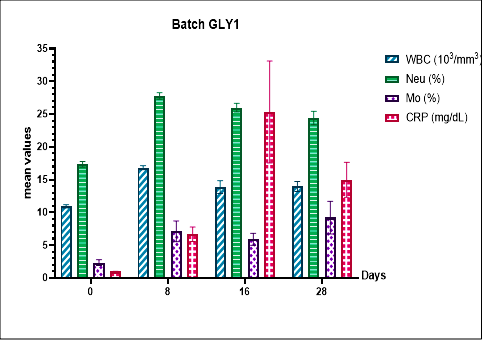 Batch GLY1
35
30
25
20
15
10
5
0
mean values
0 8 16 28
Days
WBC (10³/mm³)
Neu (%)
Mo (%)
CRP (mg/dL)